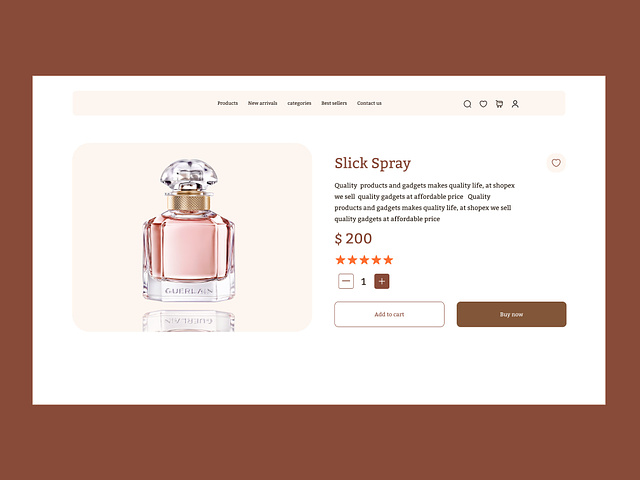 Products New arrivals categories Best sellers Contact us
Slick Spray
Quality products and gadgets makes quality life, at shopex
we sell quality gadgets at affordable price Quality
products and gadgets makes quality life, at shopex we sell
quality gadgets at affordable price
$ 200
1
Add to cart Buy now
GUERLAIN